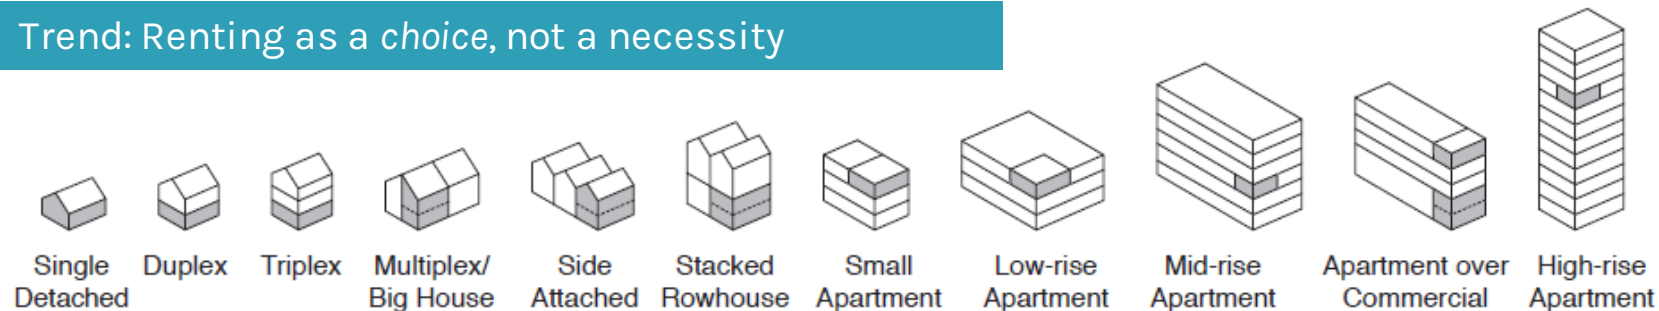 Trend: Renting as a choice, not a necessity
Single Detached
Duplex
Triplex
Multiplex/
Big House
Side
Attached
Stacked
Rowhouse
Small
Apartment
Low-rise
Apartment
Mid-rise
Apartment
Apartment over
Commercial
High-rise
Apartment